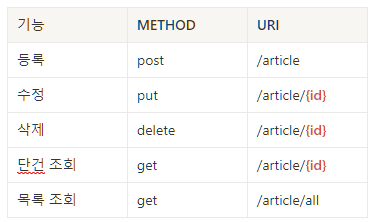 기능 METHOD URI
등록 post /article
수정 put /article/{id}
삭제 delete /article/{id}
단건 조회 get /article/{id}
목록 조회 get /article/all